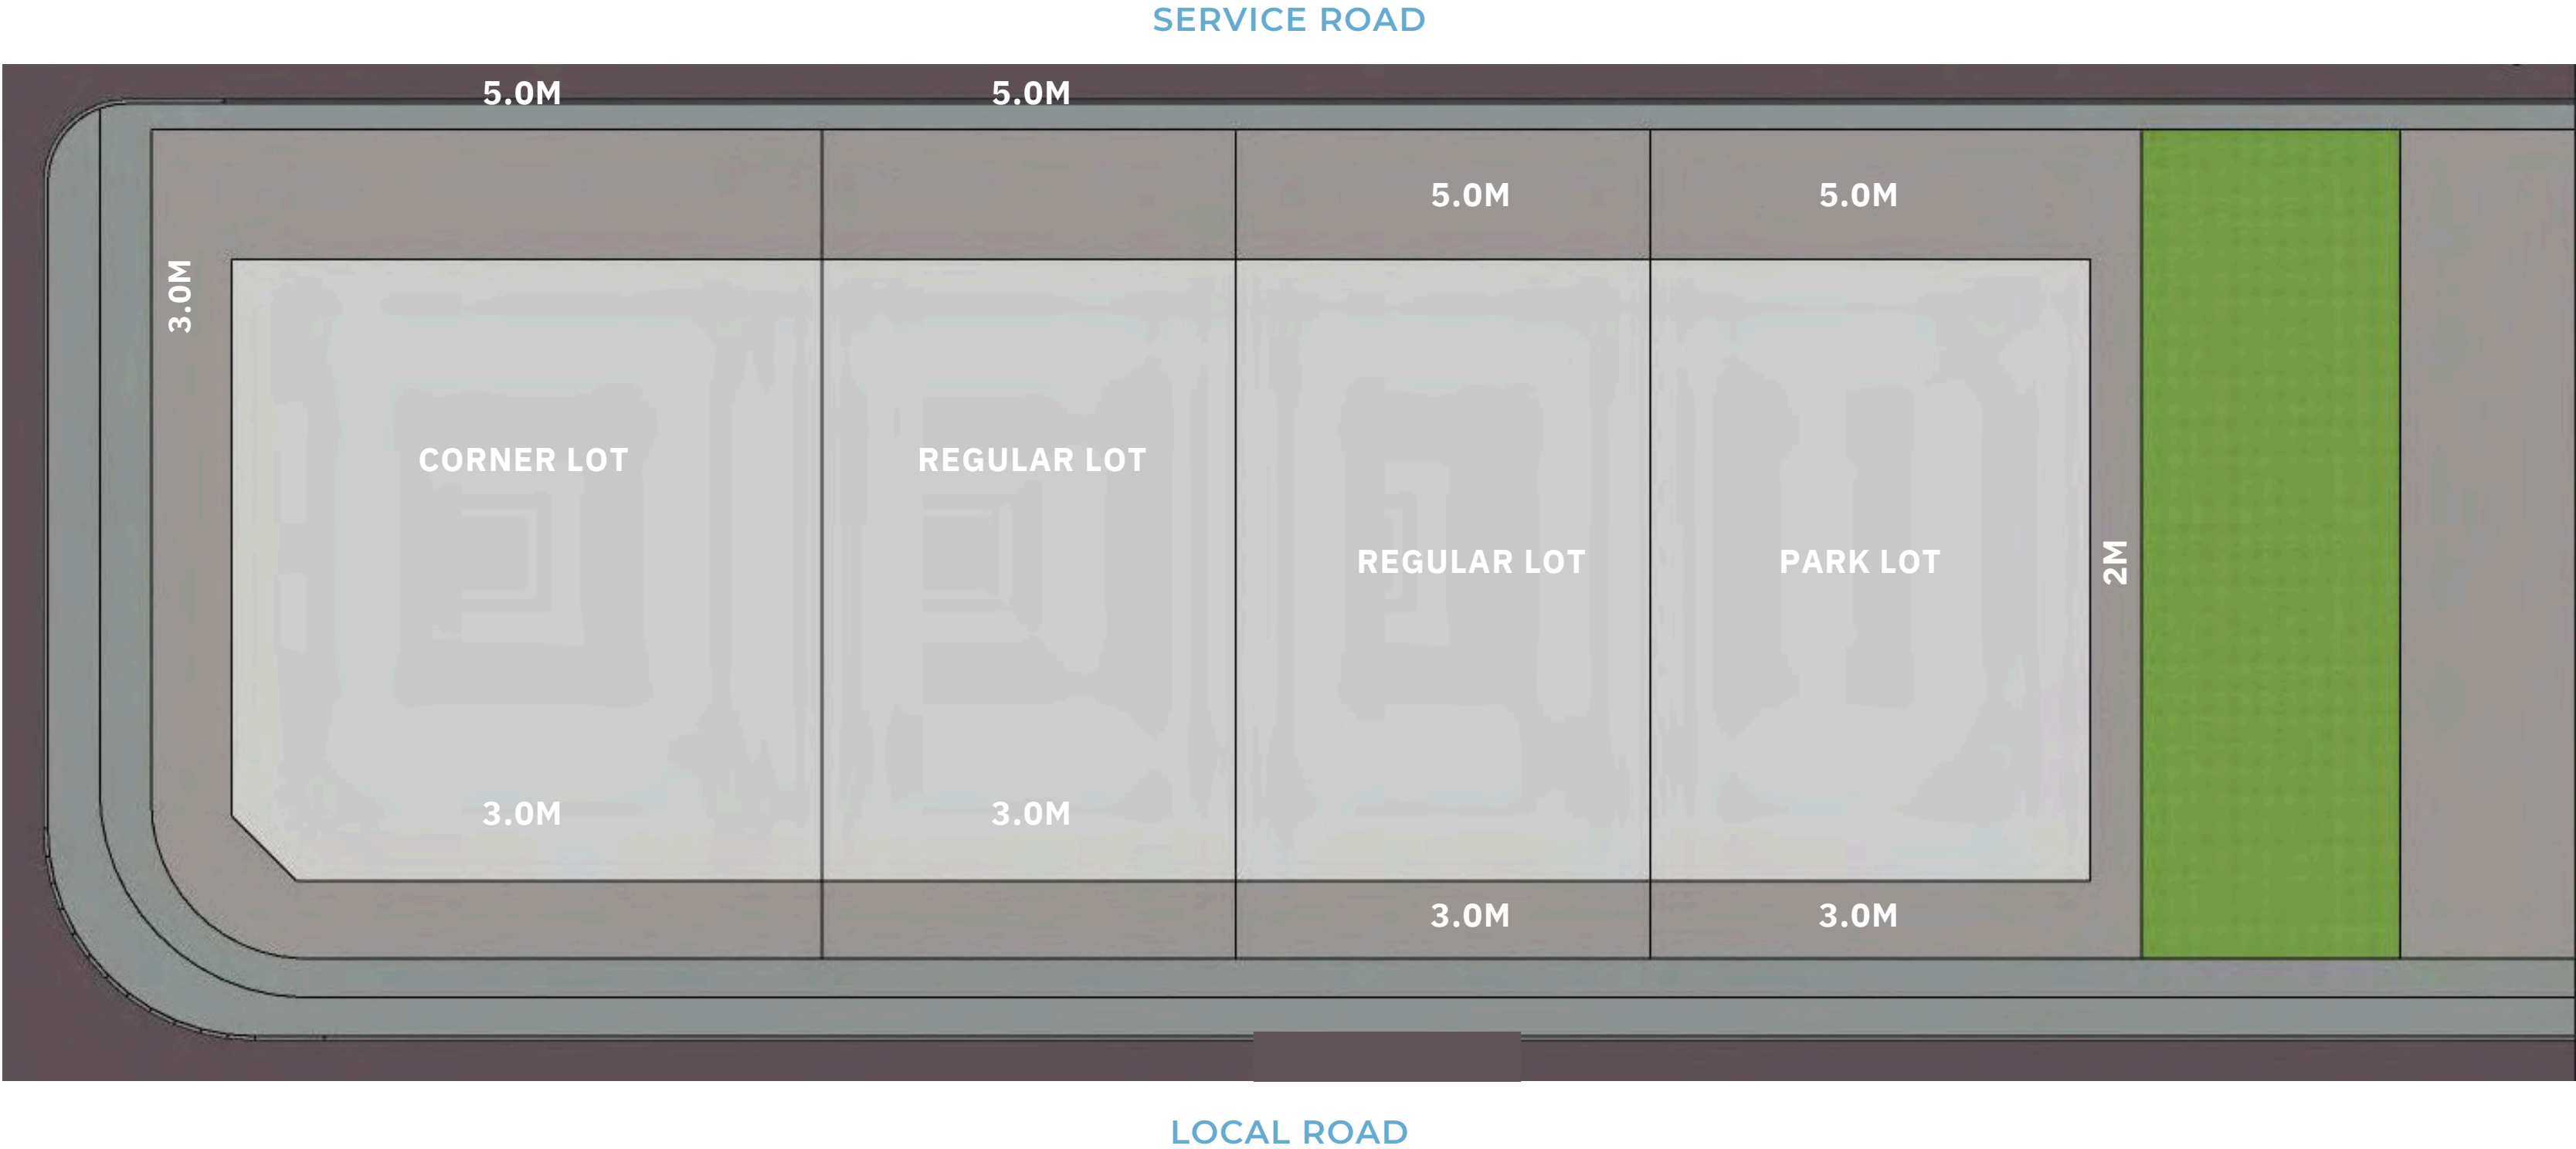 SERVICE ROAD
5.0M
5.0M
5.0M
5.0M
3.0M
CORNER LOT
REGULAR LOT
REGULAR LOT
PARK LOT
2M
3.0M
3.0M
3.0M
3.0M
LOCAL ROAD